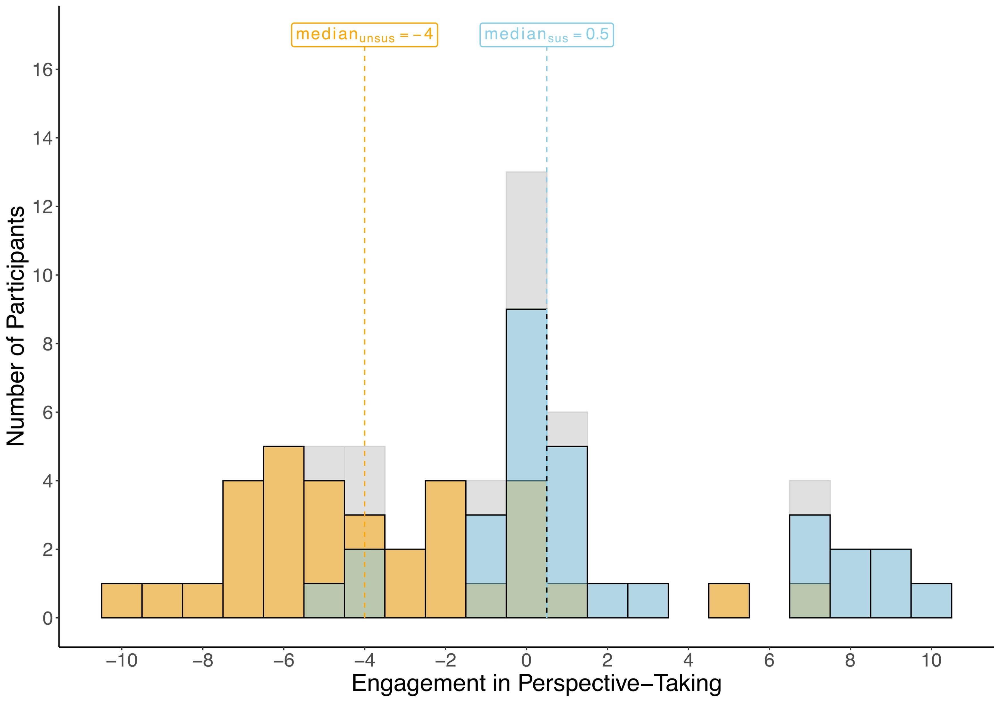 median_unsus = −4
median_sus = 0.5
Number of Participants
16
14
12
10
8
6
4
2
0
−10 −8 −6 −4 −2 0 2 4 6 8 10
Engagement in Perspective−Taking